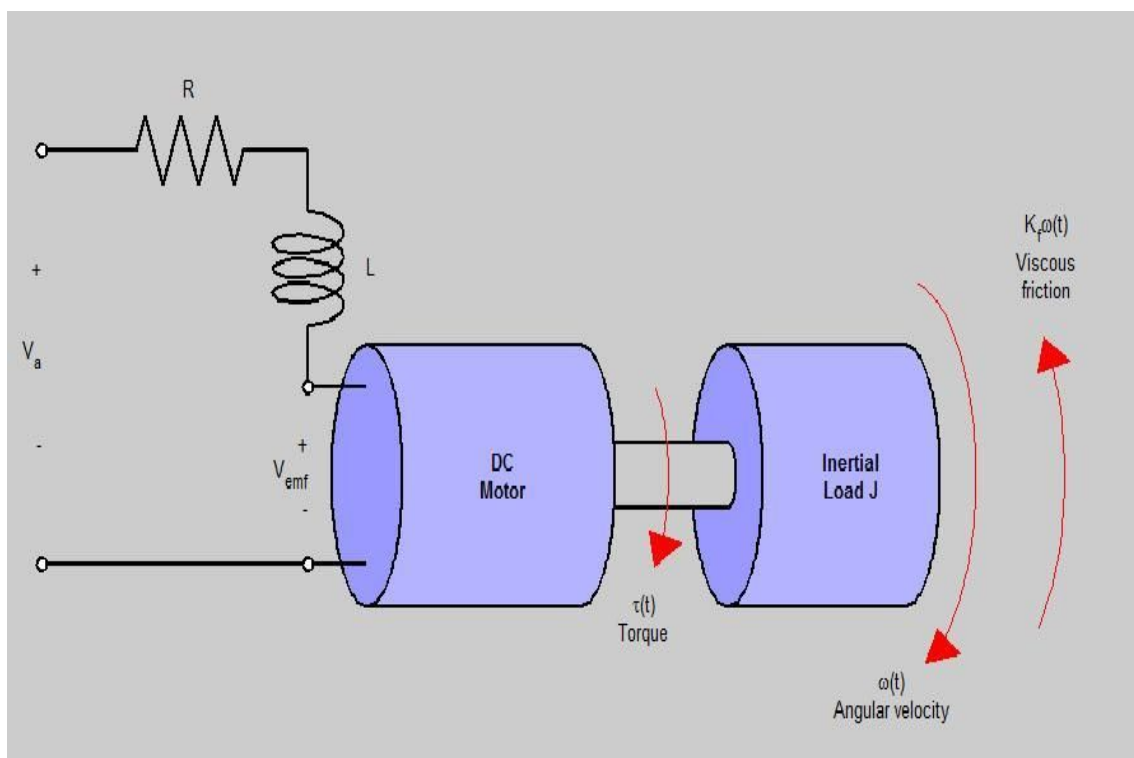 R
L
+
V_a
-
+
V_emf
-
DC
Motor
Inertial
Load J
τ(t)
Torque
ω(t)
Angular velocity
K_fω(t)
Viscous
friction